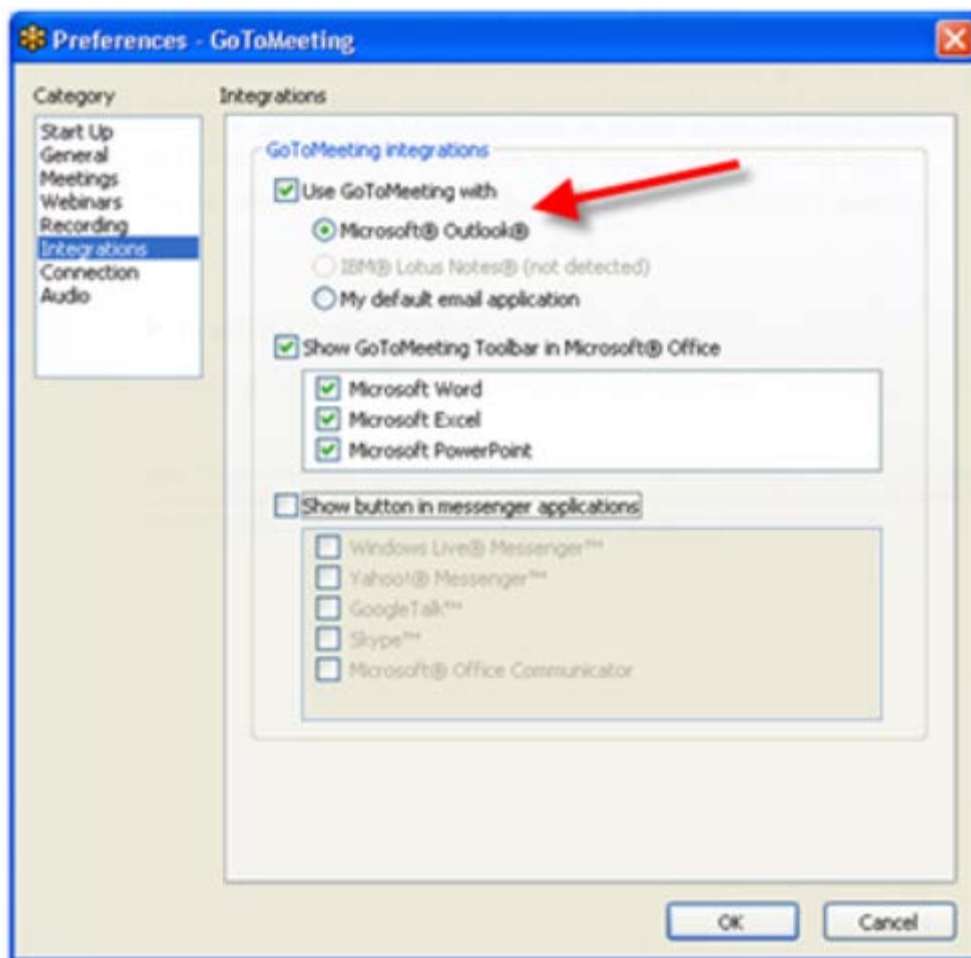 Preferences - GoToMeeting
Category
Integrations
Start Up
General
Meetings
Webinars
Recording
Integrations
Connection
Audio
GoToMeeting integrations
Use GoToMeeting with
Microsoft® Outlook®
IBM® Lotus Notes® (not detected)
My default email application
Show GoToMeeting Toolbar in Microsoft® Office
Microsoft Word
Microsoft Excel
Microsoft PowerPoint
Show button in messenger applications
Windows Live® Messenger™
Yahoo!® Messenger™
GoogleTalk™
Skype™
Microsoft® Office Communicator
OK
Cancel